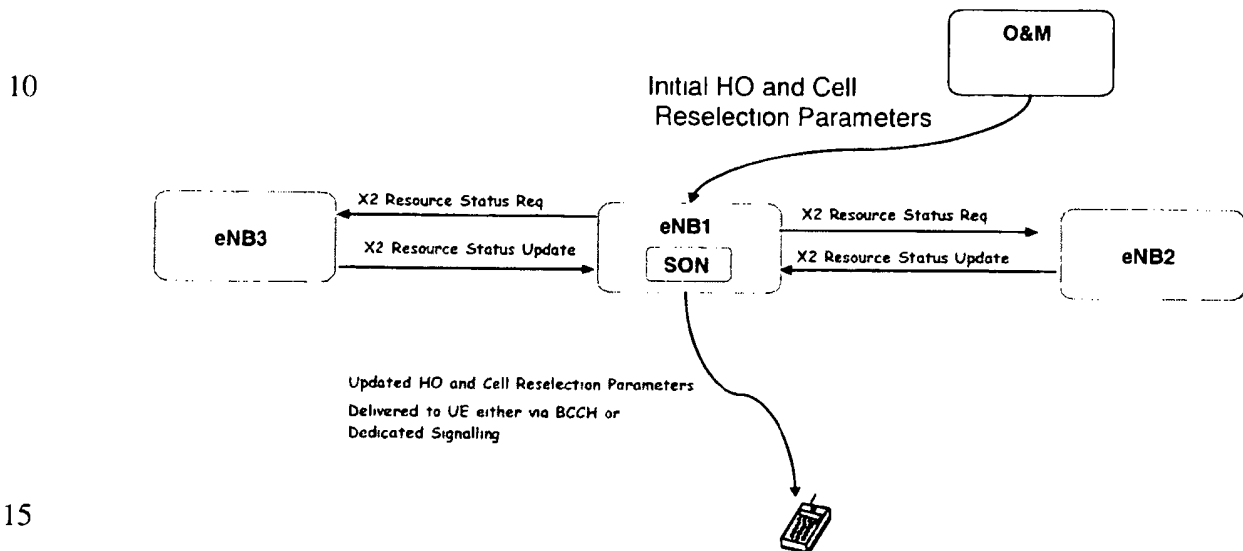 O&M
10
Initial HO and Cell
Reselection Parameters
X2 Resource Status Req
X2 Resource Status Update
eNB3
eNB1
SON
X2 Resource Status Req
X2 Resource Status Update
eNB2
Updated HO and Cell Reselection Parameters
Delivered to UE either via BCCH or
Dedicated Signalling
15